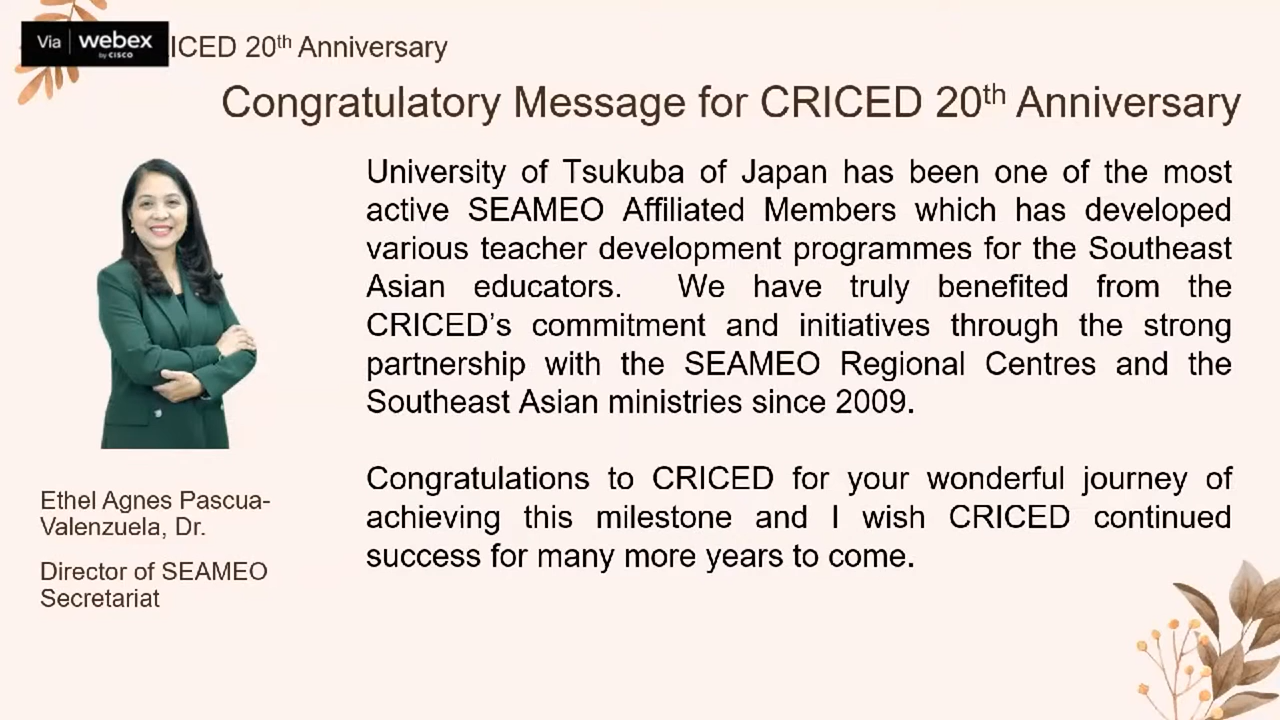 Via webex
by CISCO
ICED 20th Anniversary
Congratulatory Message for CRICED 20th Anniversary
University of Tsukuba of Japan has been one of the most
active SEAMEO Affiliated Members which has developed
various teacher development programmes for the Southeast
Asian educators. We have truly benefited from the
CRICED’s commitment and initiatives through the strong
partnership with the SEAMEO Regional Centres and the
Southeast Asian ministries since 2009.
Congratulations to CRICED for your wonderful journey of
achieving this milestone and I wish CRICED continued
success for many more years to come.
Ethel Agnes Pascua-
Valenzuela, Dr.
Director of SEAMEO
Secretariat